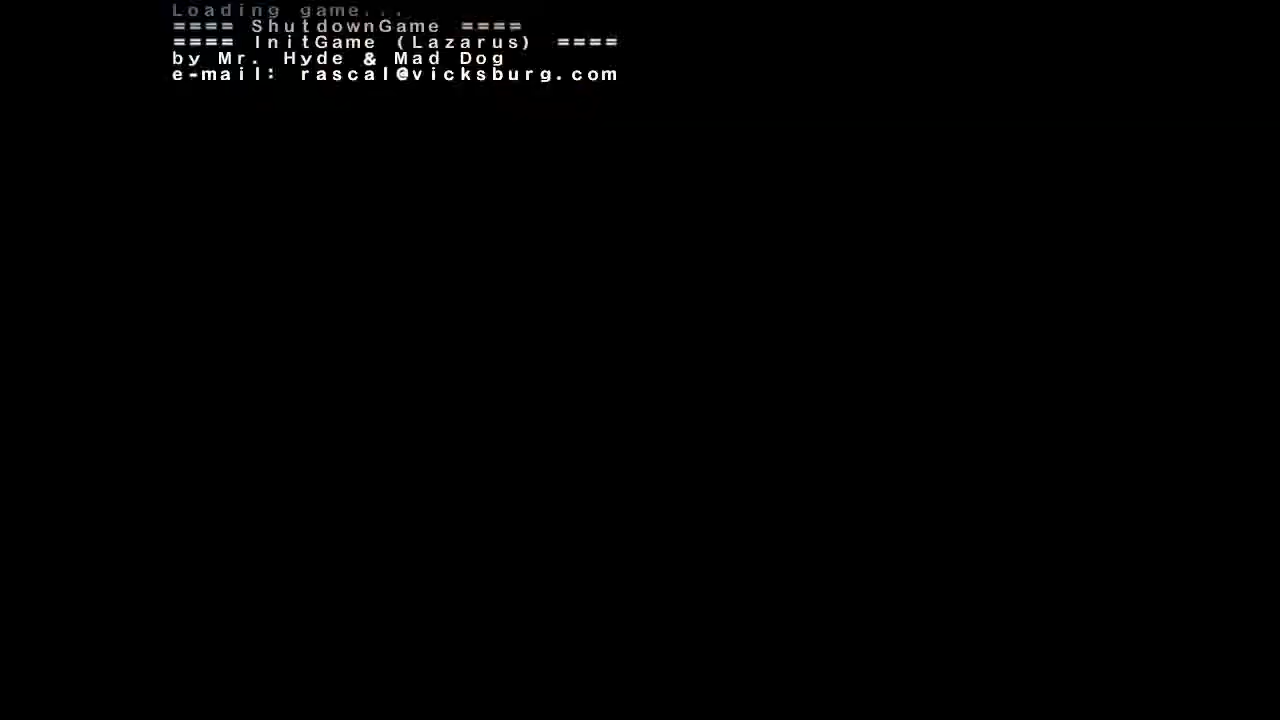 Loading game...
==== ShutdownGame ====
==== InitGame (Lazarus) ====
by Mr. Hyde & Mad Dog
e-mail: rascal@vicksburg.com